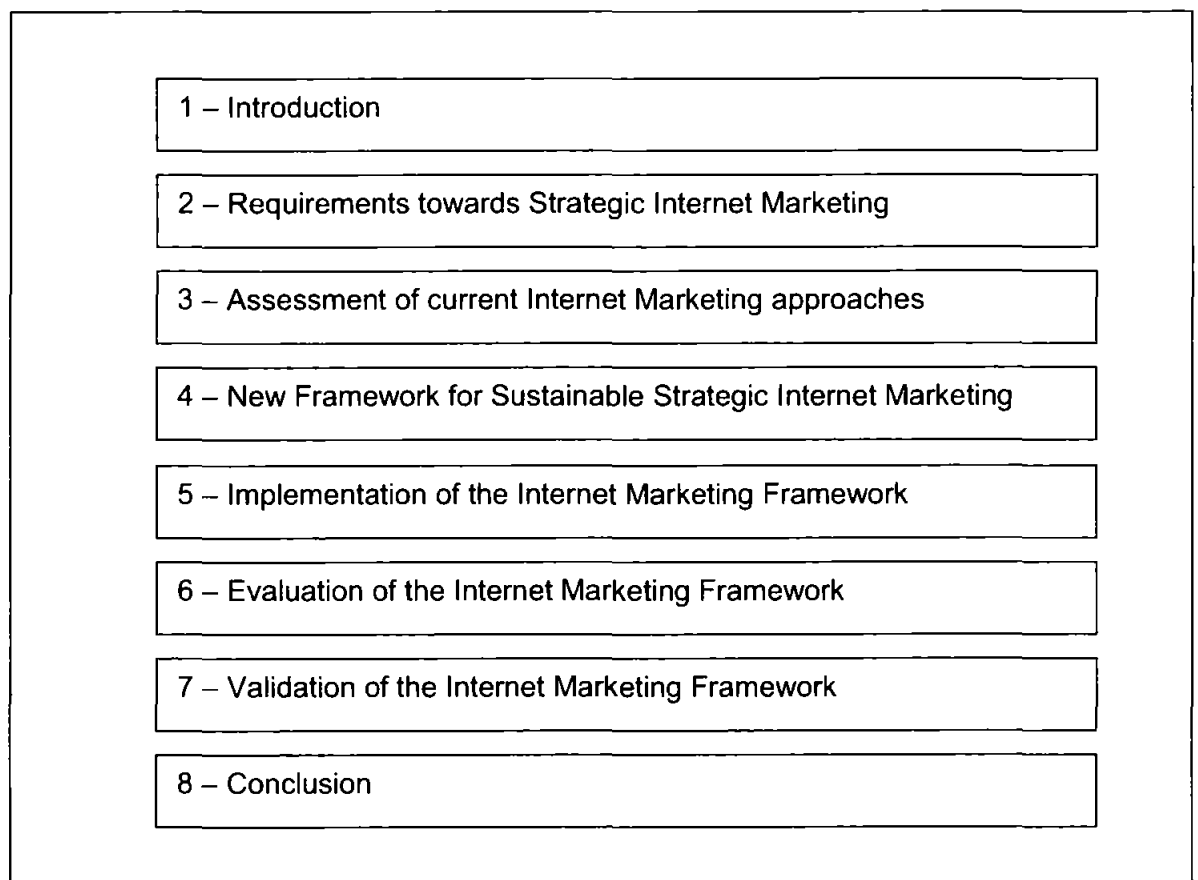 1 – Introduction
2 – Requirements towards Strategic Internet Marketing
3 – Assessment of current Internet Marketing approaches
4 – New Framework for Sustainable Strategic Internet Marketing
5 – Implementation of the Internet Marketing Framework
6 – Evaluation of the Internet Marketing Framework
7 – Validation of the Internet Marketing Framework
8 – Conclusion